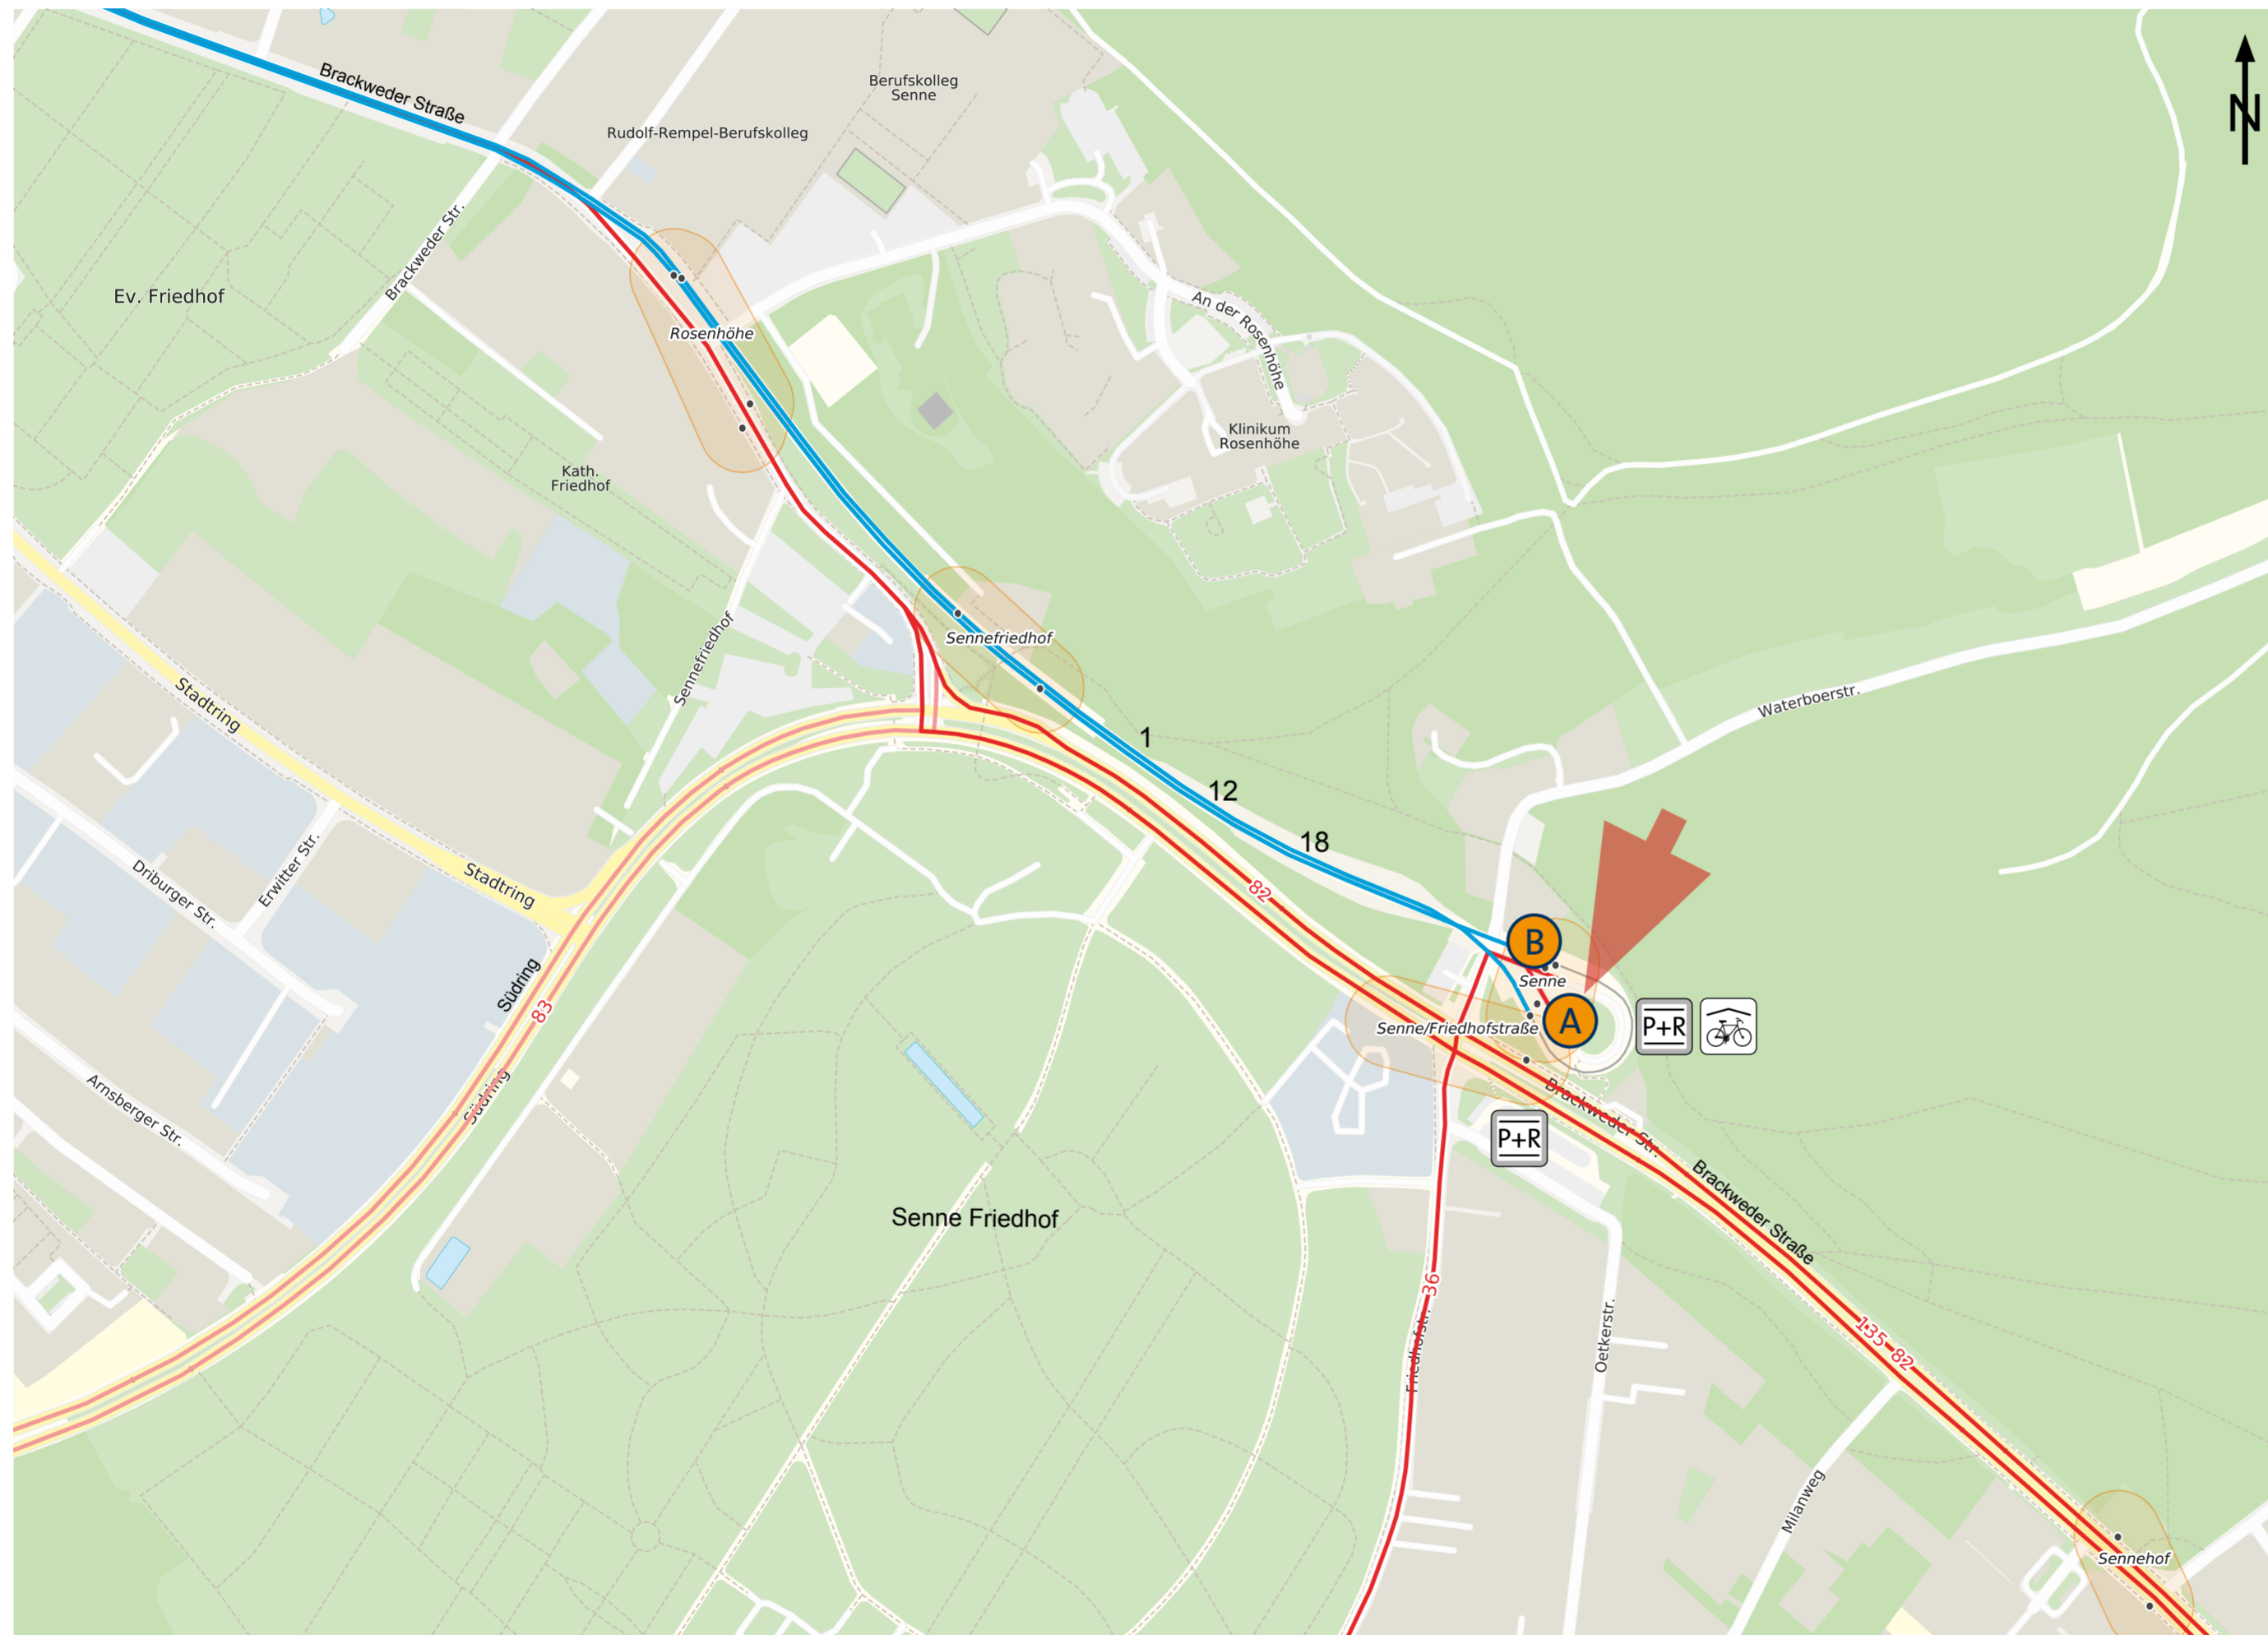 Brackweder Straße
Berufskolleg
Senne
Rudolf-Rempel-Berufskolleg
N
Brackweder Str.
Ev. Friedhof
Rosenhöhe
An der Rosenhöhe
Klinikum
Rosenhöhe
Kath.
Friedhof
Sennefriedhof
Sennefriedhof
Stadtring
Waterboerstr.
1
12
18
82
Stadtring
Erwitter Str.
Driburger Str.
B
Senne
A
Senne/Friedhofstraße
P+R
Südring
83
Südring
Arnsberger Str.
Brackweder Str.
P+R
Brackweder Straße
Senne Friedhof
36
Friedhofstr.
Oetkerstr.
135
82
Milanweg
Sennehof